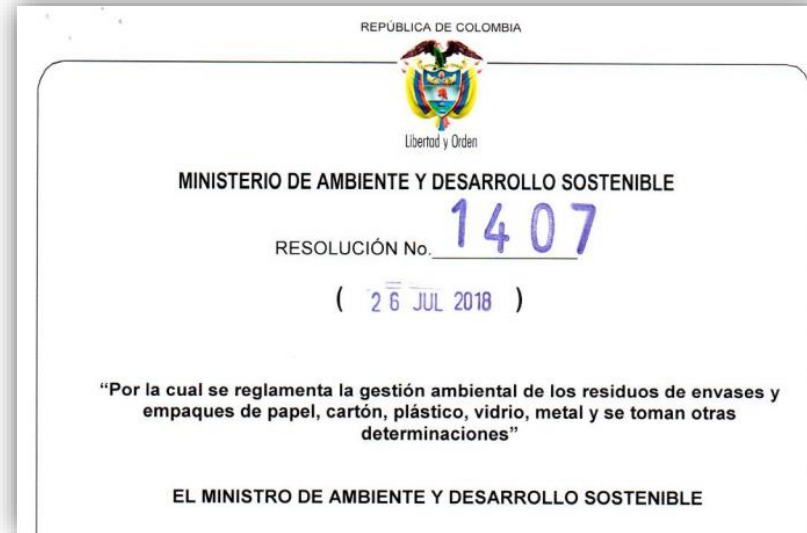 REPÚBLICA DE COLOMBIA
Libertad y Orden
MINISTERIO DE AMBIENTE Y DESARROLLO SOSTENIBLE
RESOLUCIÓN No. 1407
( 26 JUL 2018 )
“Por la cual se reglamenta la gestión ambiental de los residuos de envases y
empaques de papel, cartón, plástico, vidrio, metal y se toman otras
determinaciones”
EL MINISTRO DE AMBIENTE Y DESARROLLO SOSTENIBLE